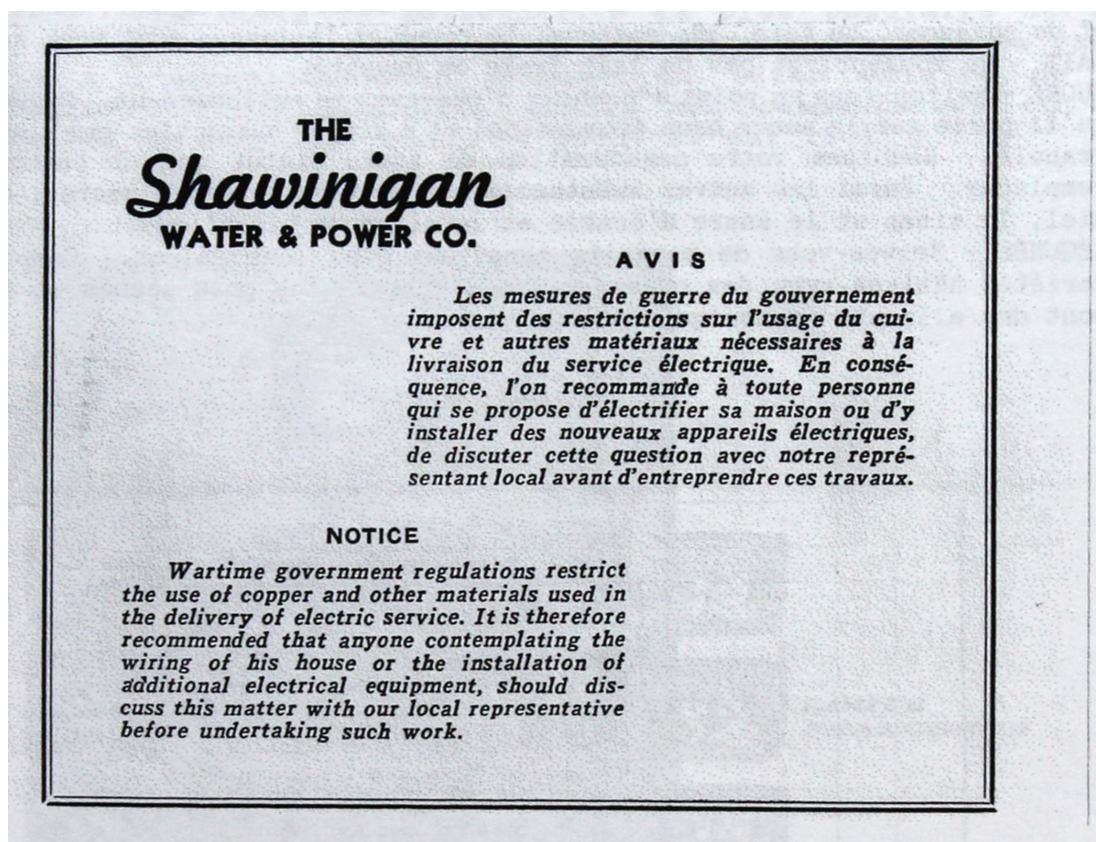 THE
Shawinigan
WATER & POWER CO.
AVIS
Les mesures de guerre du gouvernement
imposent des restrictions sur l'usage du cui-
vre et autres matériaux nécessaires à la
livraison du service électrique. En consé-
quence, l'on recommande à toute personne
qui se propose d'électrifier sa maison ou d'y
installer des nouveaux appareils électriques,
de discuter cette question avec notre repré-
sentant local avant d'entreprendre ces travaux.
NOTICE
Wartime government regulations restrict
the use of copper and other materials used in
the delivery of electric service. It is therefore
recommended that anyone contemplating the
wiring of his house or the installation of
additional electrical equipment, should dis-
cuss this matter with our local representative
before undertaking such work.